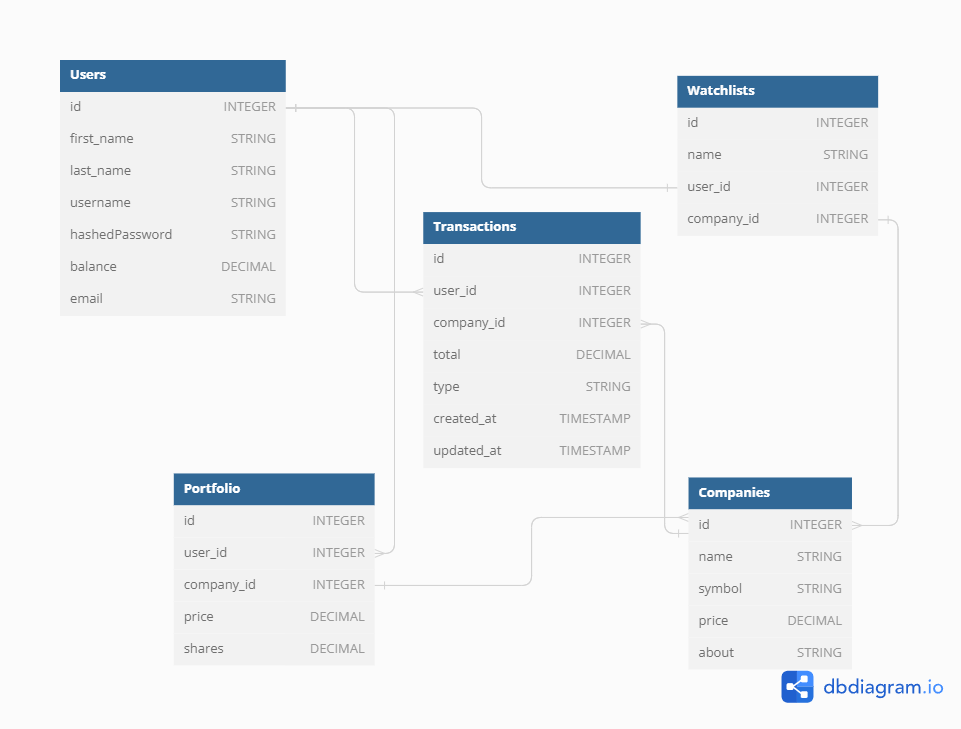 Users
id INTEGER
first_name STRING
last_name STRING
username STRING
hashedPassword STRING
balance DECIMAL
email STRING
Watchlists
id INTEGER
name STRING
user_id INTEGER
company_id INTEGER
Transactions
id INTEGER
user_id INTEGER
company_id INTEGER
total DECIMAL
type STRING
created_at TIMESTAMP
updated_at TIMESTAMP
Portfolio
id INTEGER
user_id INTEGER
company_id INTEGER
price DECIMAL
shares DECIMAL
Companies
id INTEGER
name STRING
symbol STRING
price DECIMAL
about STRING
dbdiagram.io